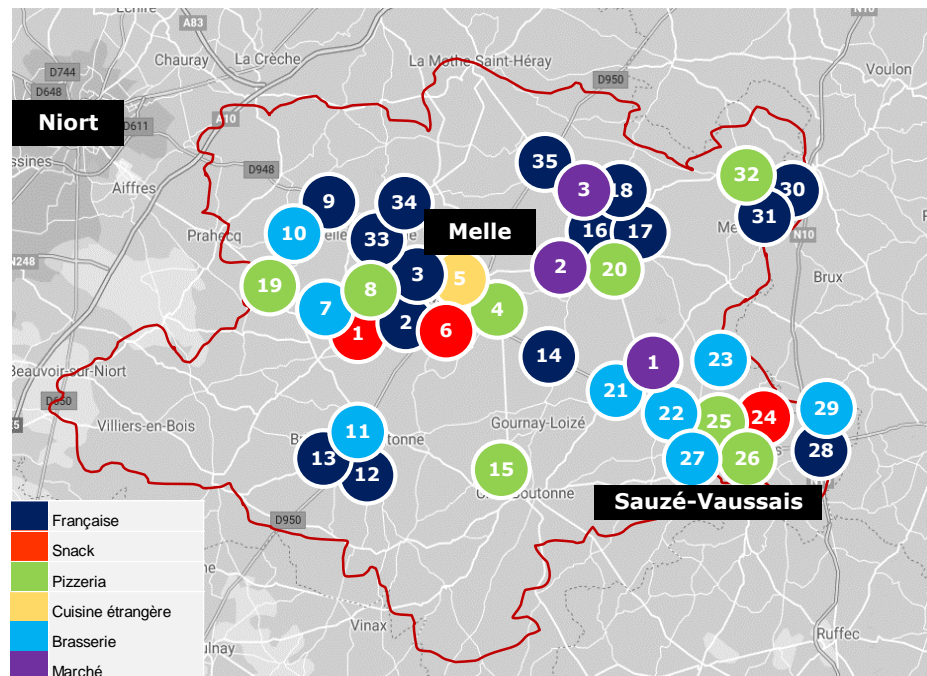 A83
La Crèche
Chauray
La Mothe Saint-Héray
N10
D744
D648
D950
Voulon
Niort
D611
A10
Aiffres
D948
35
32
3
18
30
9
34
31
Prahecq
10
33
Melle
16
17
N10
N248
19
8
3
5
2
20
Brux
7
4
1
2
6
14
1
23
Beauvoir-sur-Niort
21
D650
Villiers-en-Bois
22
25
24
29
11
Gournay-Loizé
13
12
15
27
26
28
Sauzé-Vaussais
D950
Française
Snack
Pizzeria
Cuisine étrangère
Brasserie
Marché
Vinax
Ruffec